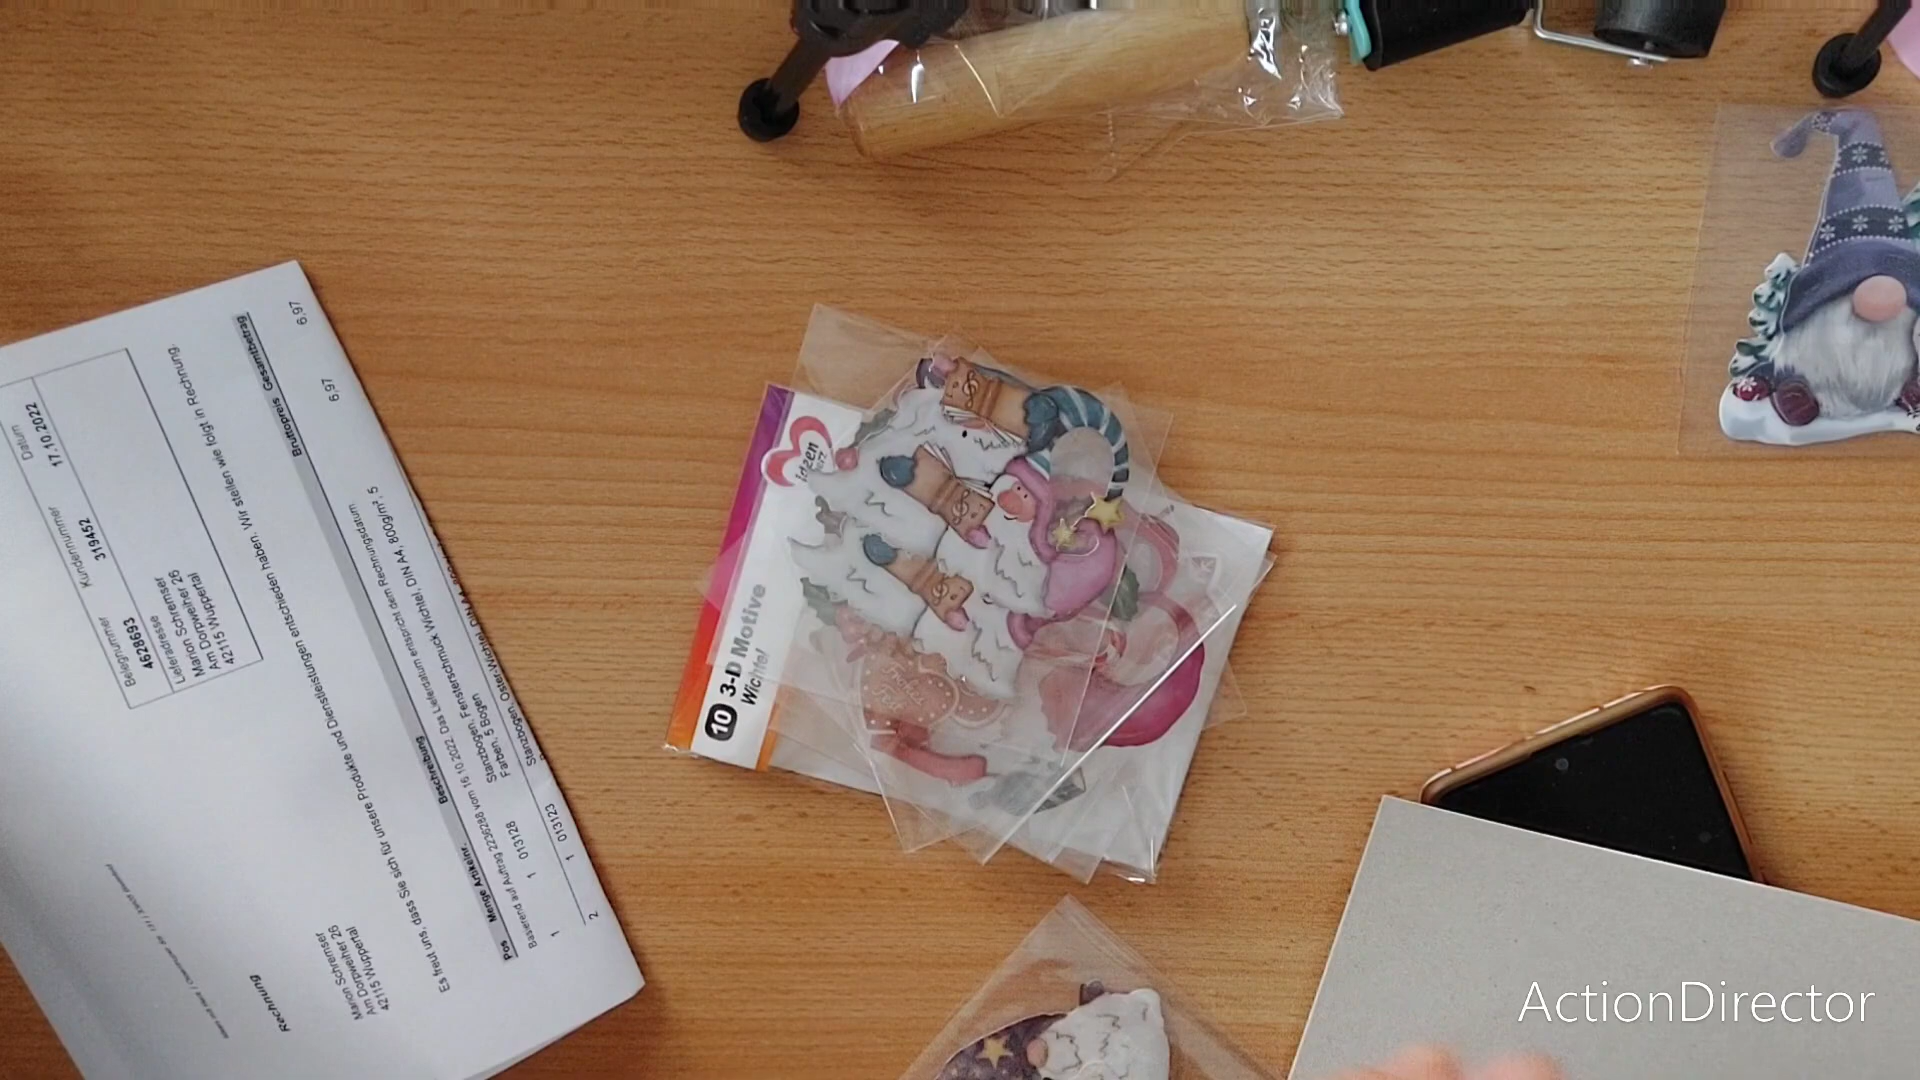 Rechnung
Marion Schremser
Am Dorpweiher 26
42115 Wuppertal
Belegnummer Kundennummer Datum
4628693 319452 17.10.2022
Lieferadresse
Marion Schremser
Am Dorpweiher 26
42115 Wuppertal
Es freut uns, dass Sie sich für unsere Produkte und Dienstleistungen entschieden haben. Wir stellen wie folgt in Rechnung.
Pos Menge Artikelnr. Beschreibung Bruttopreis Gesamtbetrag
Basierend auf Auftrag 2236288 vom 16.10.2022. Das Lieferdatum entspricht dem Rechnungsdatum.
1 1 013128 Stanzbogen, Fensterschmuck Wichtel, DIN A4, 800g/m², 5 6,97 6,97
Farben, 5 Bogen
2 1 013123 Stanzbogen, Oster-Wichtel
ideen
10 3-D Motive
Wichtel
ActionDirector